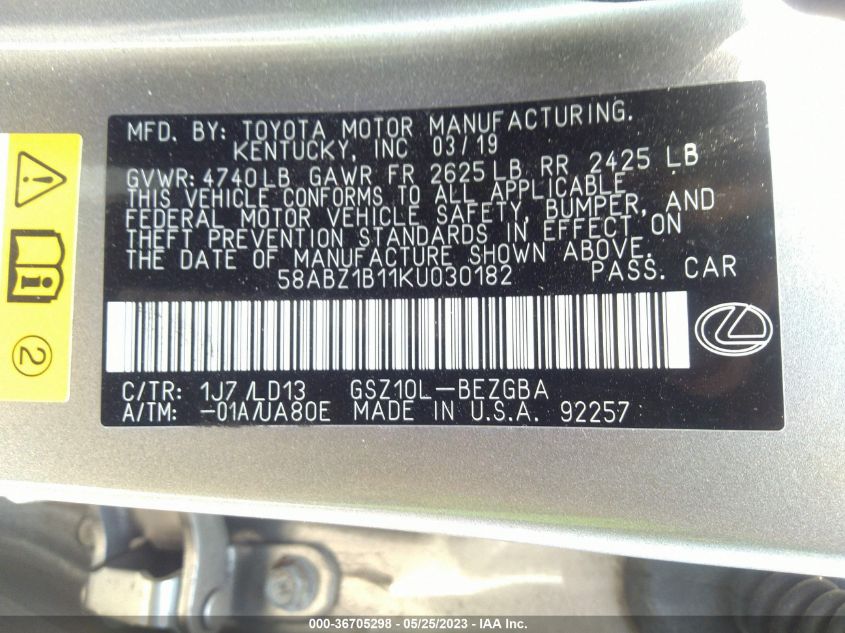 MFD. BY: TOYOTA MOTOR MANUFACTURING.
KENTUCKY, INC 03/19
GVWR: 4740LB GAWR FR 2625LB RR 2425 LB
THIS VEHICLE CONFORMS TO ALL APPLICABLE
FEDERAL MOTOR VEHICLE SAFETY, BUMPER, AND
THEFT PREVENTION STANDARDS IN EFFECT ON
THE DATE OF MANUFACTURE SHOWN ABOVE.
58ABZ1B11KU030182 PASS. CAR
C/TR: 1J7/LD13 GSZ10L-BEZGBA
A/TM: -01A/UA80E MADE IN U.S.A. 92257
2
000-36705298 - 05/25/2023 - IAA Inc.